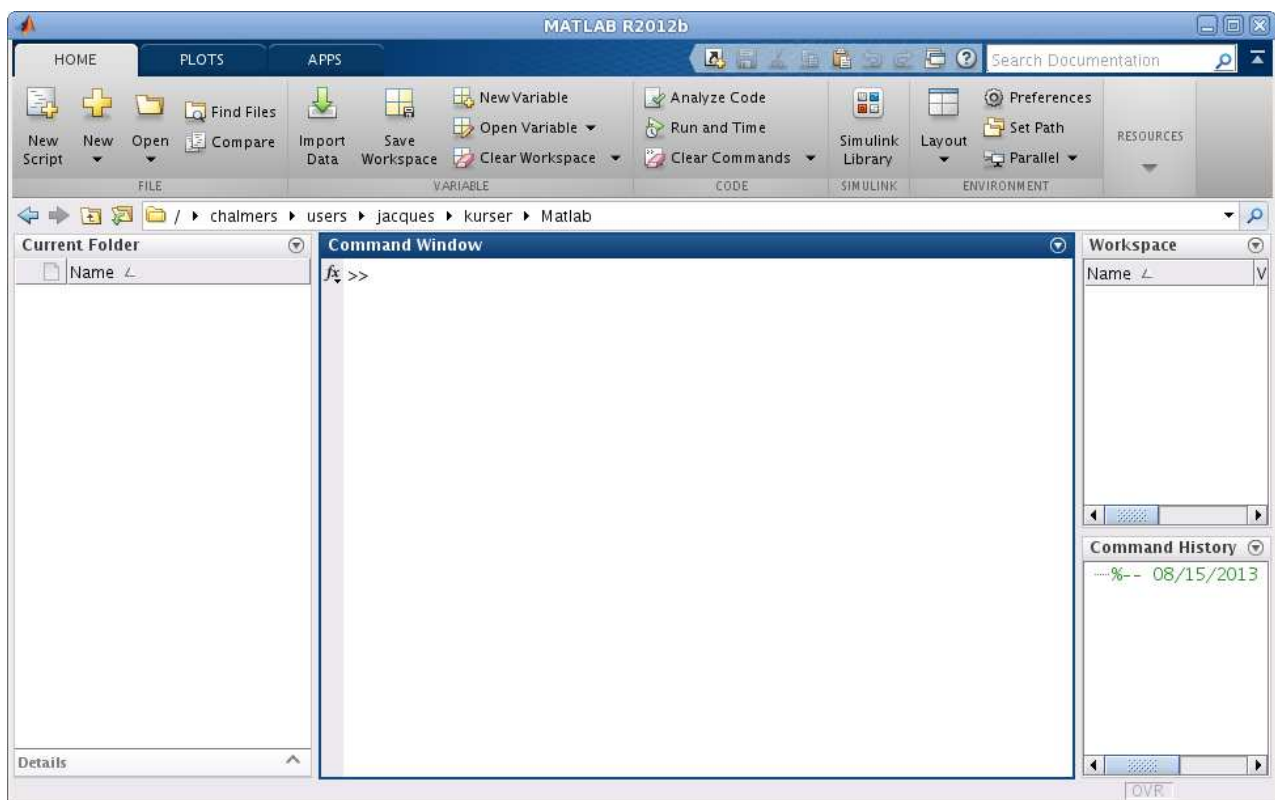 MATLAB R2012b
HOME PLOTS APPS Search Documentation
New Script New Open Find Files Compare
Import Data Save Workspace New Variable Open Variable Clear Workspace
Analyze Code Run and Time Clear Commands
Simulink Library Layout Preferences Set Path Parallel RESOURCES
FILE VARIABLE CODE SIMULINK ENVIRONMENT
/ chalmers users jacques kurser Matlab
Current Folder
Name
Command Window
fx >>
Workspace
Name V
Command History
%-- 08/15/2013
Details
OVR